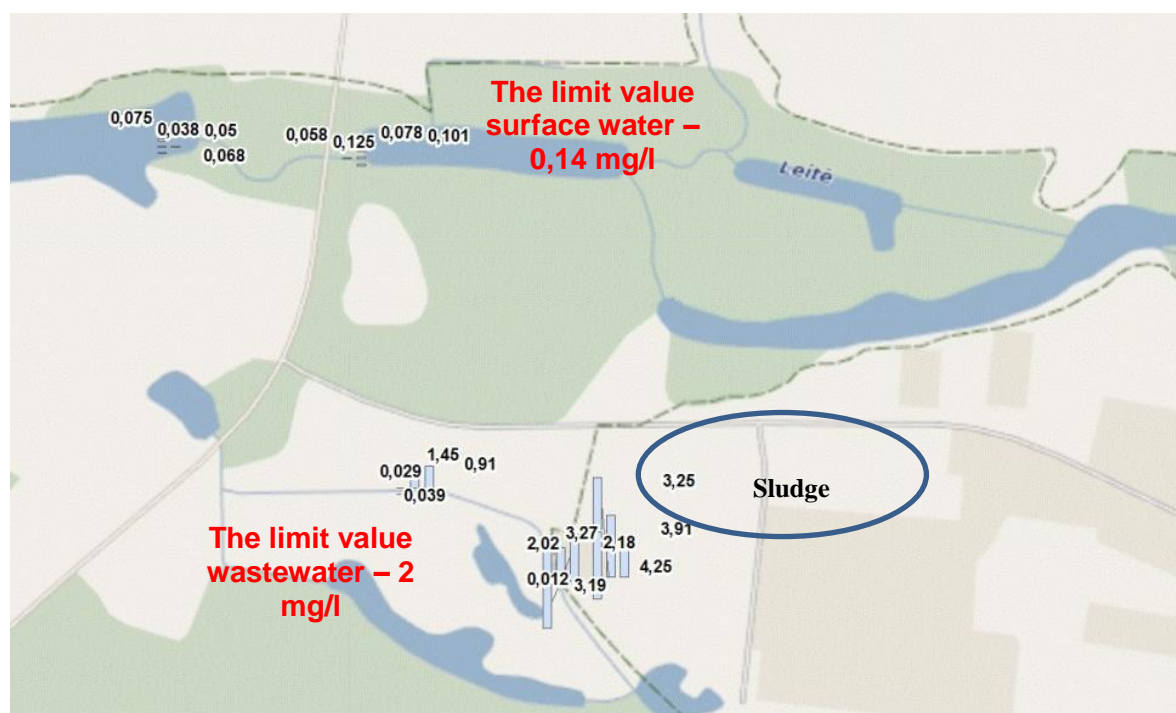 The limit value
surface water –
0,14 mg/l
0,075
0,038
0,05
0,068
0,058
0,125
0,078
0,101
Leitė
1,45
0,91
0,029
0,039
3,25
Sludge
3,91
The limit value
wastewater – 2
mg/l
2,02
3,27
2,18
4,25
0,012
3,19